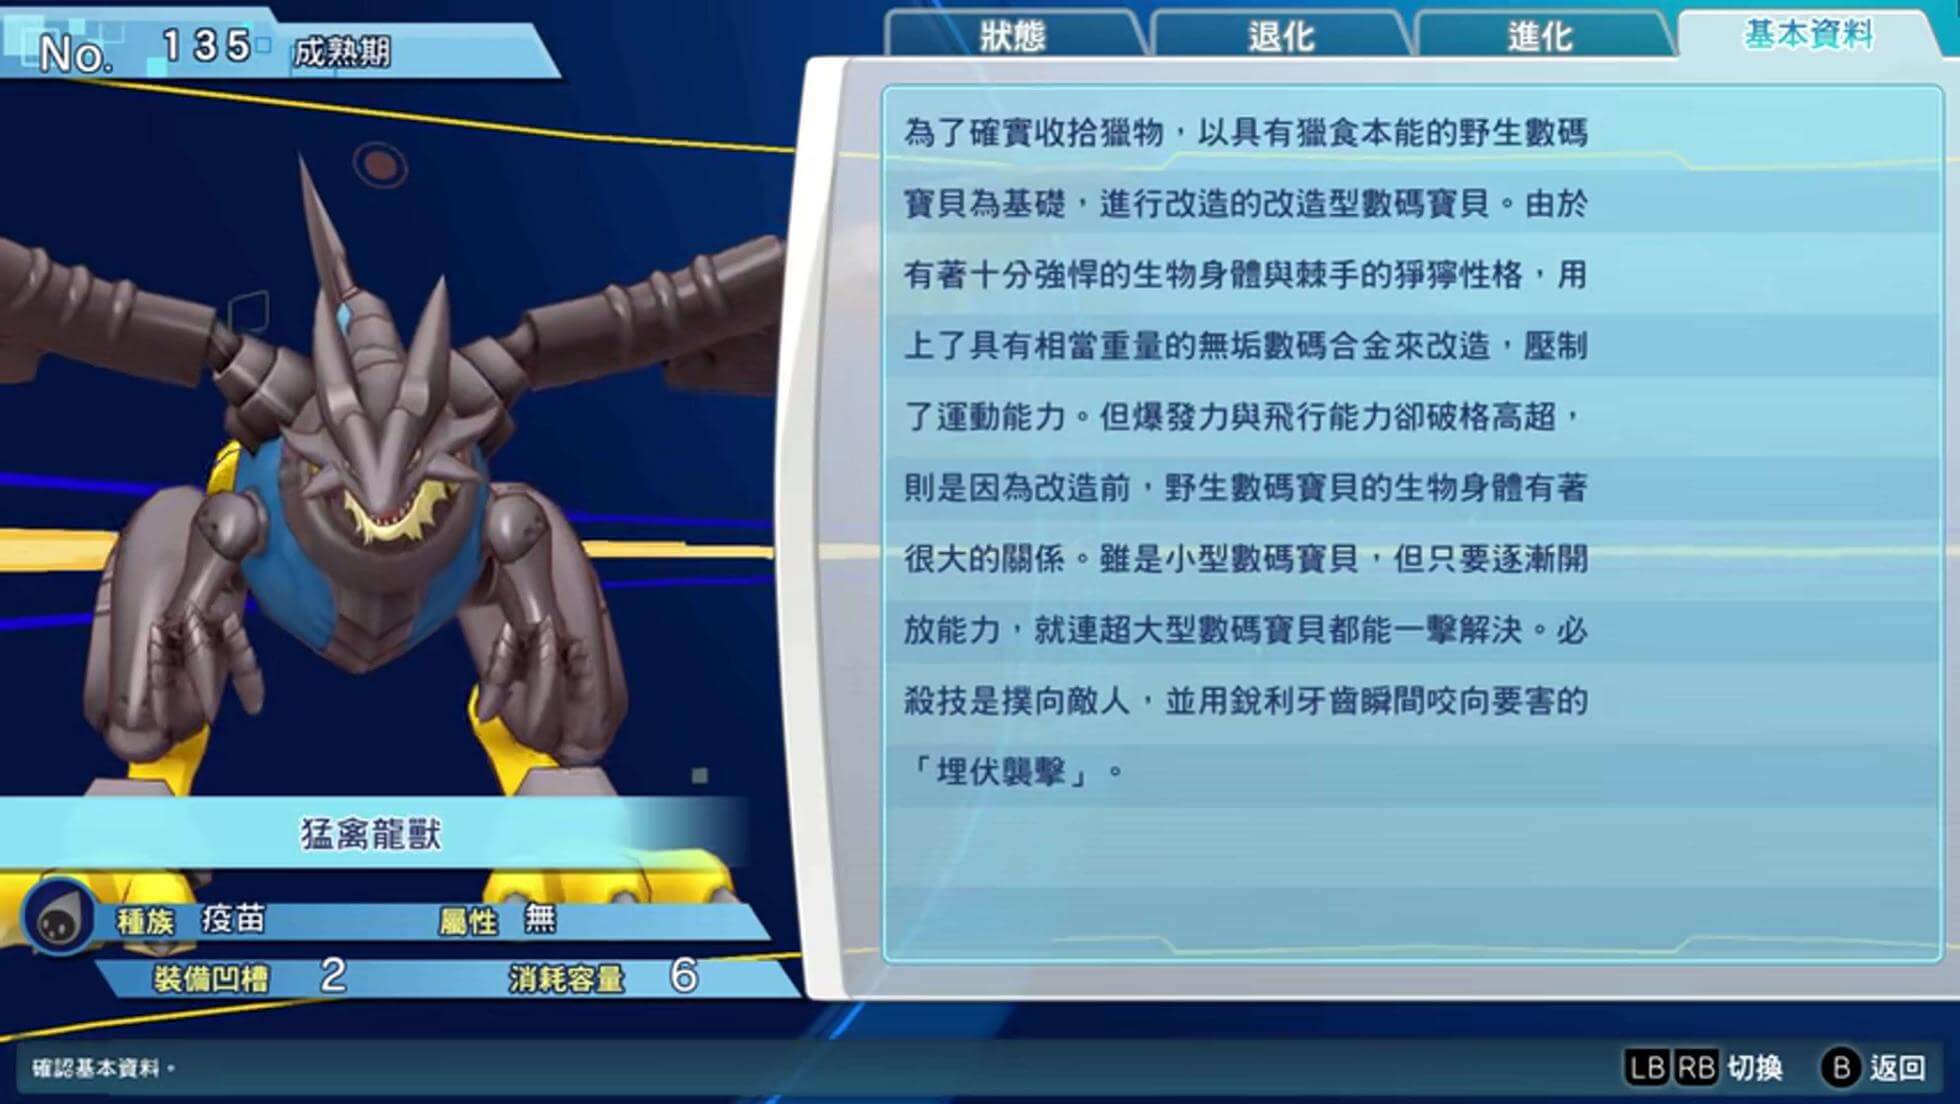 No. 135 成熟期
狀態
退化
進化
基本資料
為了確實收拾獵物，以具有獵食本能的野生數碼
寶貝為基礎，進行改造的改造型數碼寶貝。由於
有著十分強悍的生物身體與棘手的猙獰性格，用
上了具有相當重量的無垢數碼合金來改造，壓制
了運動能力。但爆發力與飛行能力卻破格高超，
則是因為改造前，野生數碼寶貝的生物身體有著
很大的關係。雖是小型數碼寶貝，但只要逐漸開
放能力，就連超大型數碼寶貝都能一擊解決。必
殺技是撲向敵人，並用銳利牙齒瞬間咬向要害的
「埋伏襲擊」。
猛禽龍獸
種族 疫苗 屬性 無
裝備凹槽 2 消耗容量 6
確認基本資料。
LB RB 切換 B 返回